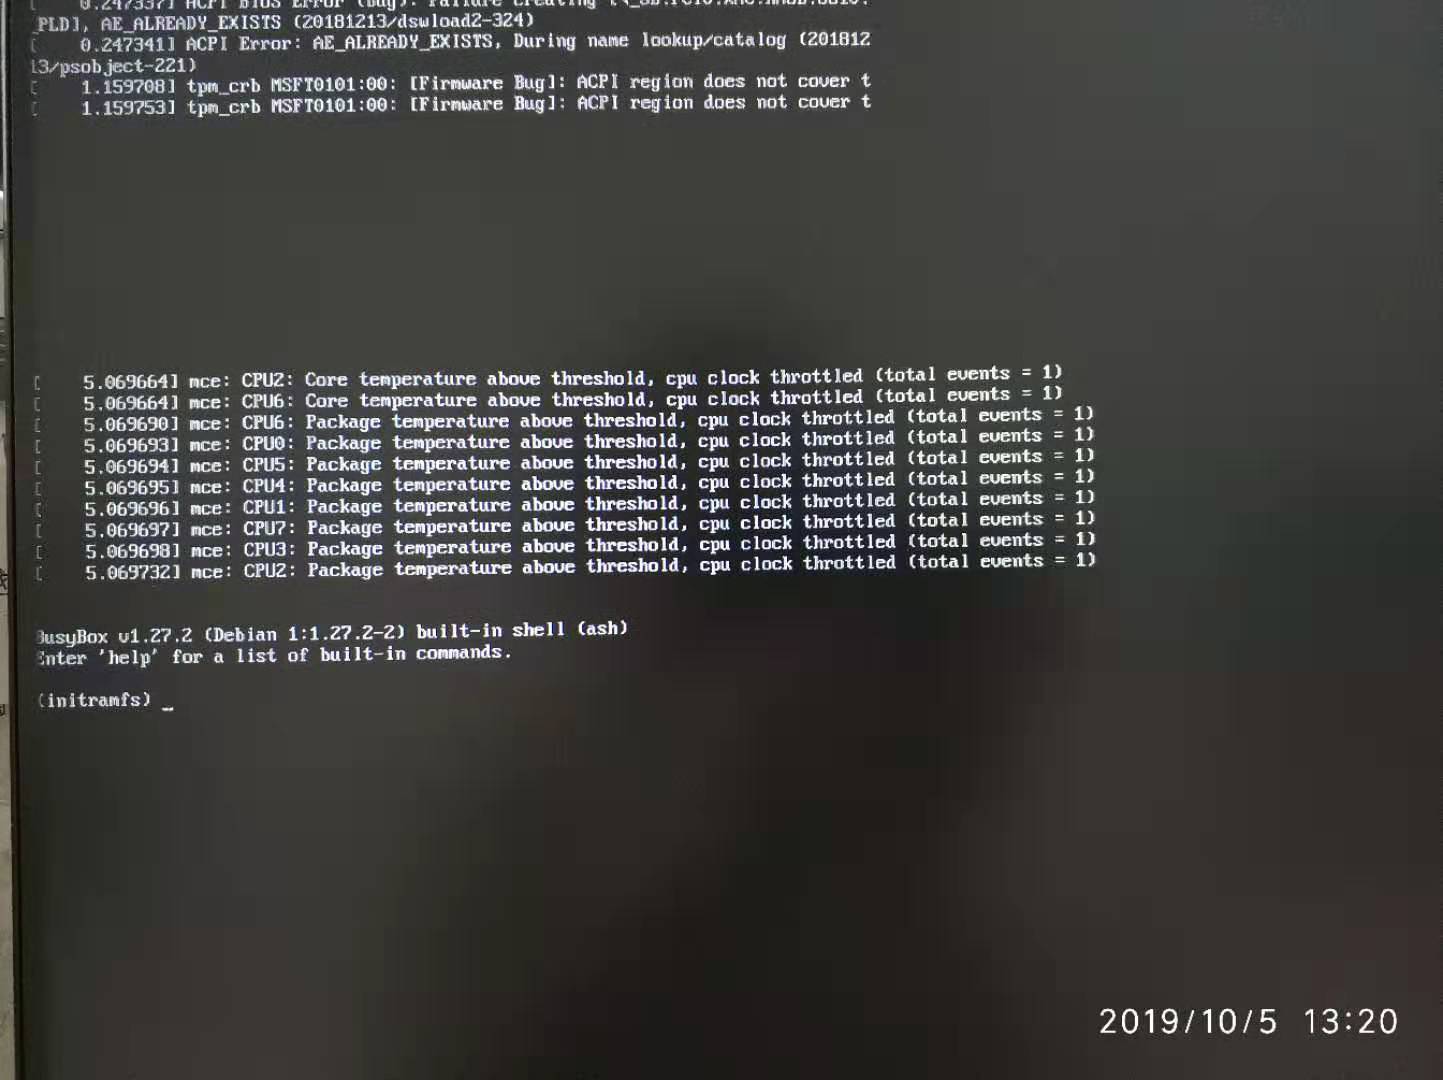 0.247337] ACPI BIOS Error (bug): Failure creating
_PLD], AE_ALREADY_EXISTS (20181213/dswload2-324)
[    0.247341] ACPI Error: AE_ALREADY_EXISTS, During name lookup/catalog (201812
13/psobject-221)
[    1.159708] tpm_crb MSFT0101:00: [Firmware Bug]: ACPI region does not cover t
[    1.159753] tpm_crb MSFT0101:00: [Firmware Bug]: ACPI region does not cover t
[    5.069664] mce: CPU2: Core temperature above threshold, cpu clock throttled (total events = 1)
[    5.069664] mce: CPU6: Core temperature above threshold, cpu clock throttled (total events = 1)
[    5.069690] mce: CPU6: Package temperature above threshold, cpu clock throttled (total events = 1)
[    5.069693] mce: CPU0: Package temperature above threshold, cpu clock throttled (total events = 1)
[    5.069694] mce: CPU5: Package temperature above threshold, cpu clock throttled (total events = 1)
[    5.069695] mce: CPU4: Package temperature above threshold, cpu clock throttled (total events = 1)
[    5.069696] mce: CPU1: Package temperature above threshold, cpu clock throttled (total events = 1)
[    5.069697] mce: CPU7: Package temperature above threshold, cpu clock throttled (total events = 1)
[    5.069698] mce: CPU3: Package temperature above threshold, cpu clock throttled (total events = 1)
[    5.069732] mce: CPU2: Package temperature above threshold, cpu clock throttled (total events = 1)
BusyBox v1.27.2 (Debian 1:1.27.2-2) built-in shell (ash)
Enter 'help' for a list of built-in commands.
(initramfs) _
2019/10/5 13:20